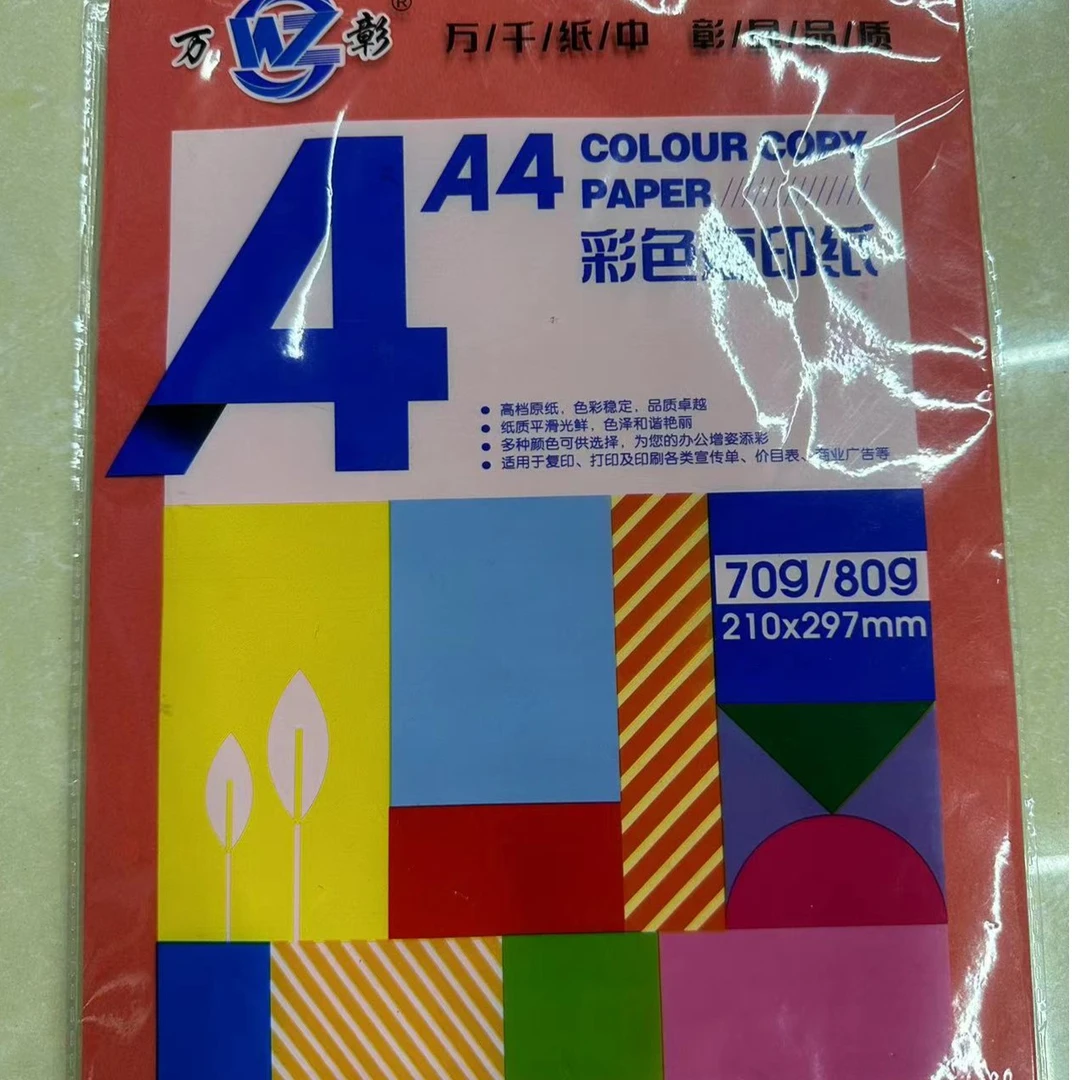 万 WZ 彰 ®
万/千/纸/中 彰/显/品/质
A4
A4 COLOUR COPY
PAPER
彩色复印纸
高档原纸，色彩稳定，品质卓越
纸质平滑光鲜，色泽和谐艳丽
多种颜色可供选择，为您的办公增姿添彩
适用于复印、打印及印刷各类宣传单、价目表、商业广告等
70g/80g
210x297mm